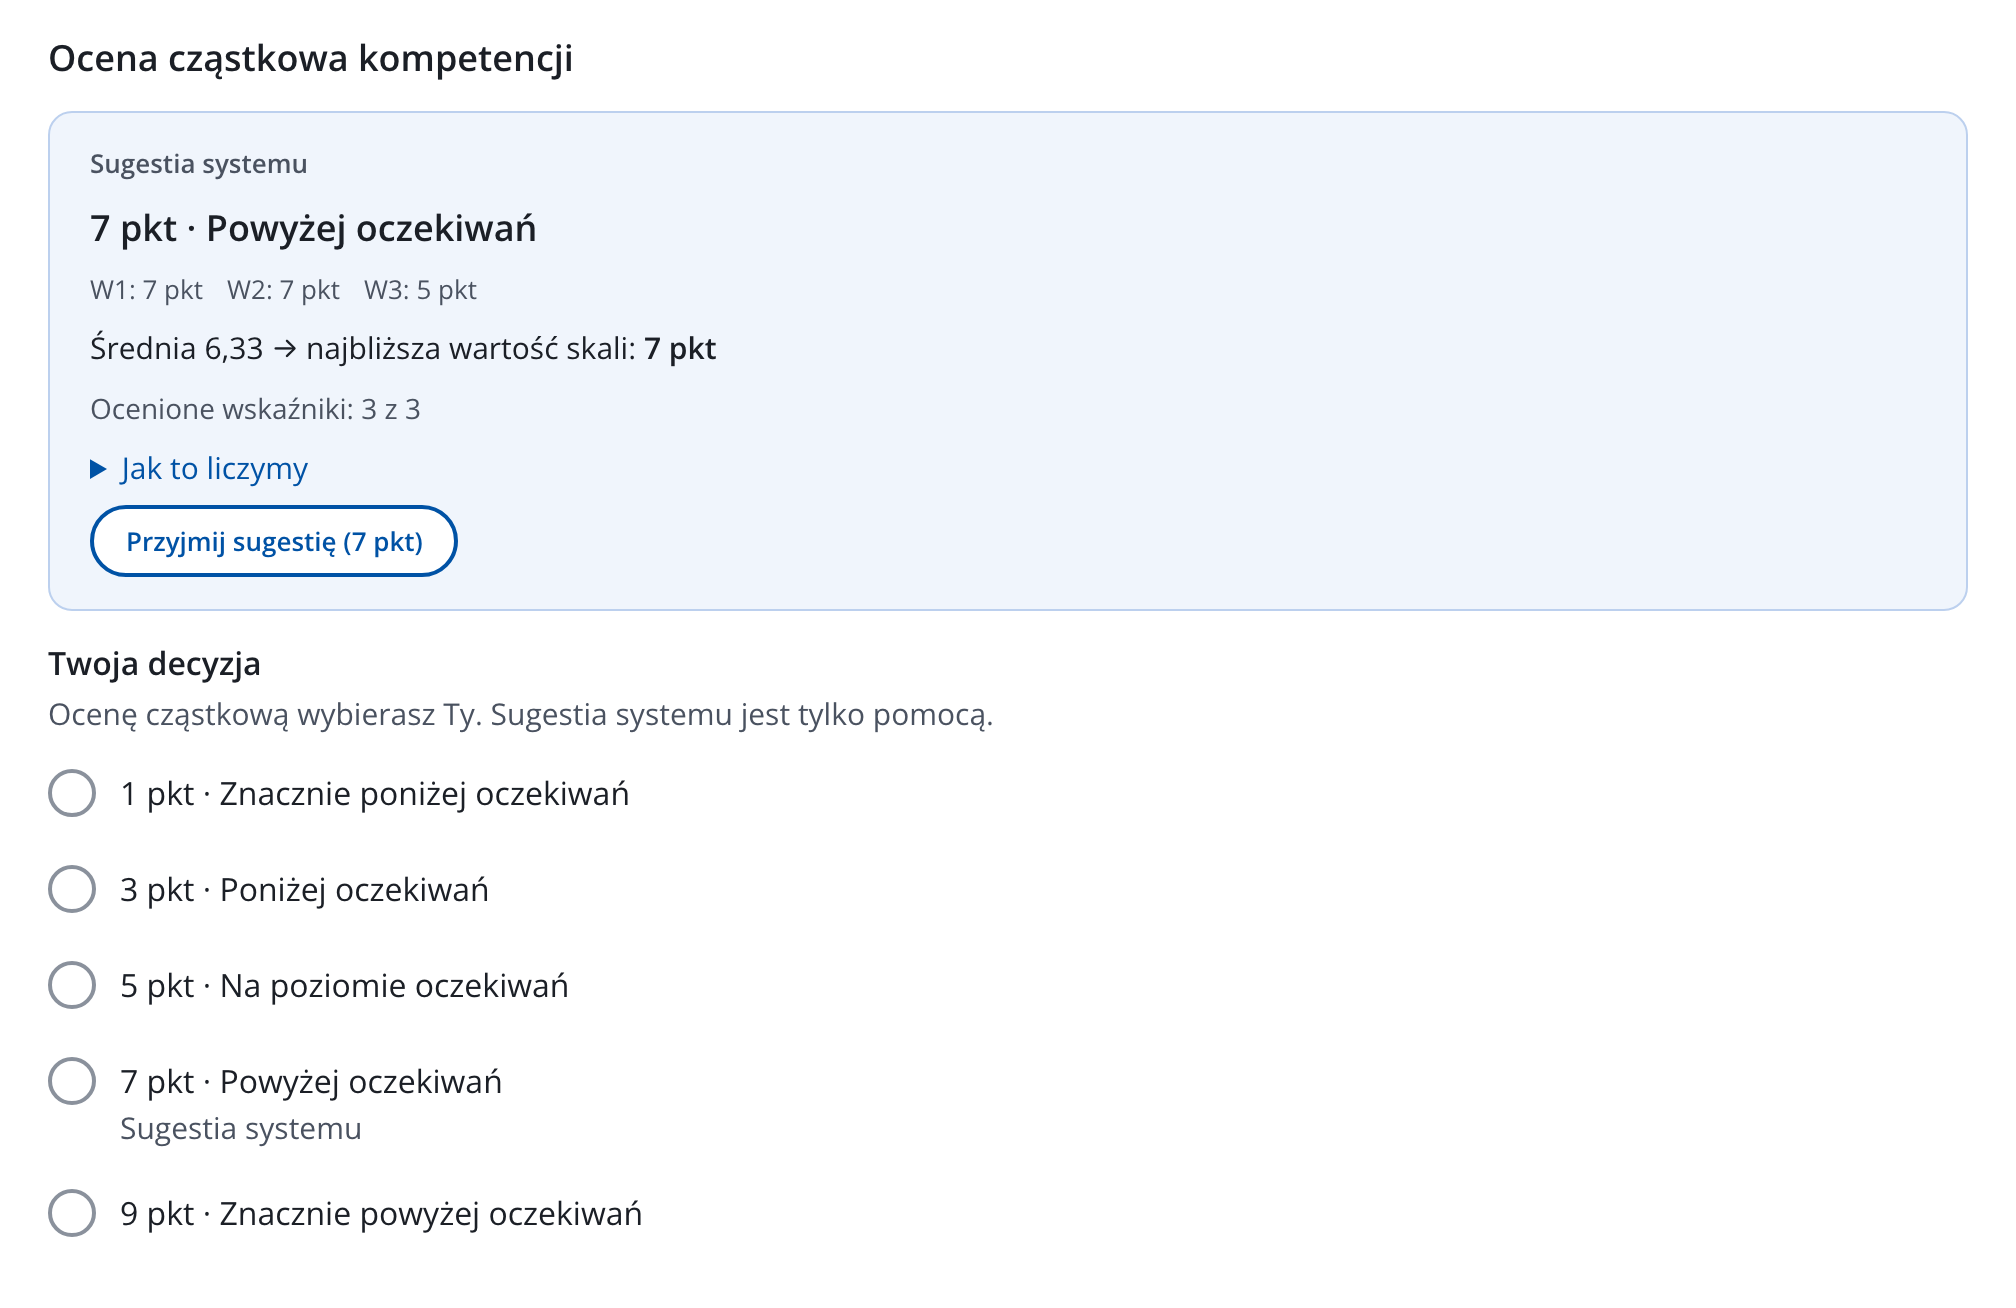 Ocena cząstkowa kompetencji
Sugestia systemu
7 pkt · Powyżej oczekiwań
W1: 7 pkt W2: 7 pkt W3: 5 pkt
Średnia 6,33 → najbliższa wartość skali: 7 pkt
Ocenione wskaźniki: 3 z 3
▶ Jak to liczymy
Przyjmij sugestię (7 pkt)
Twoja decyzja
Ocenę cząstkową wybierasz Ty. Sugestia systemu jest tylko pomocą.
1 pkt · Znacznie poniżej oczekiwań
3 pkt · Poniżej oczekiwań
5 pkt · Na poziomie oczekiwań
7 pkt · Powyżej oczekiwań
Sugestia systemu
9 pkt · Znacznie powyżej oczekiwań